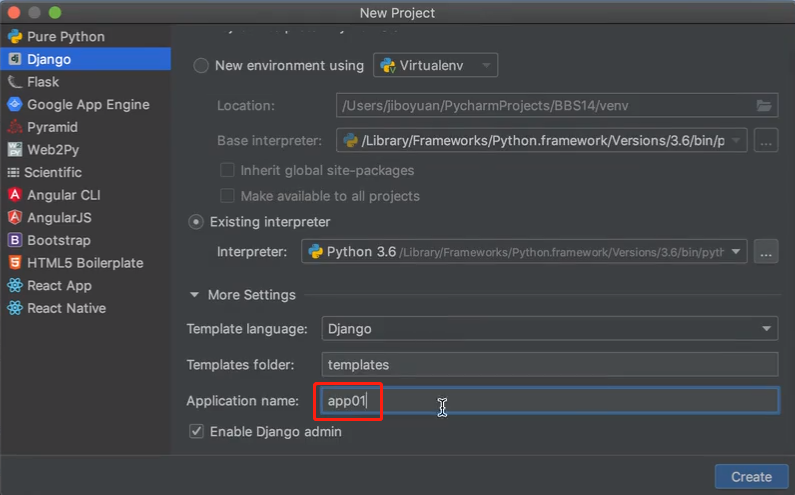 New Project
Pure Python
Django
Flask
Google App Engine
Pyramid
Web2Py
Scientific
Angular CLI
AngularJS
Bootstrap
HTML5 Boilerplate
React App
React Native
New environment using Virtualenv
Location: /Users/jiboyuan/PycharmProjects/BBS14/venv
Base interpreter: /Library/Frameworks/Python.framework/Versions/3.6/bin/p ...
Inherit global site-packages
Make available to all projects
Existing interpreter
Interpreter: Python 3.6 /Library/Frameworks/Python.framework/Versions/3.6/bin/pyth ...
More Settings
Template language: Django
Templates folder: templates
Application name: app01
Enable Django admin
Create